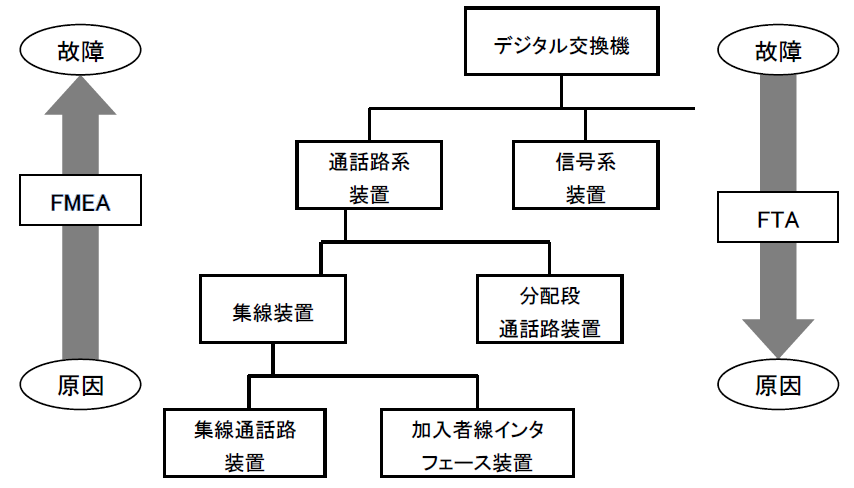 故障
デジタル交換機
故障
通話路系
装置
信号系
装置
FMEA
FTA
集線装置
分配段
通話路装置
原因
原因
集線通話路
装置
加入者線インタ
フェース装置